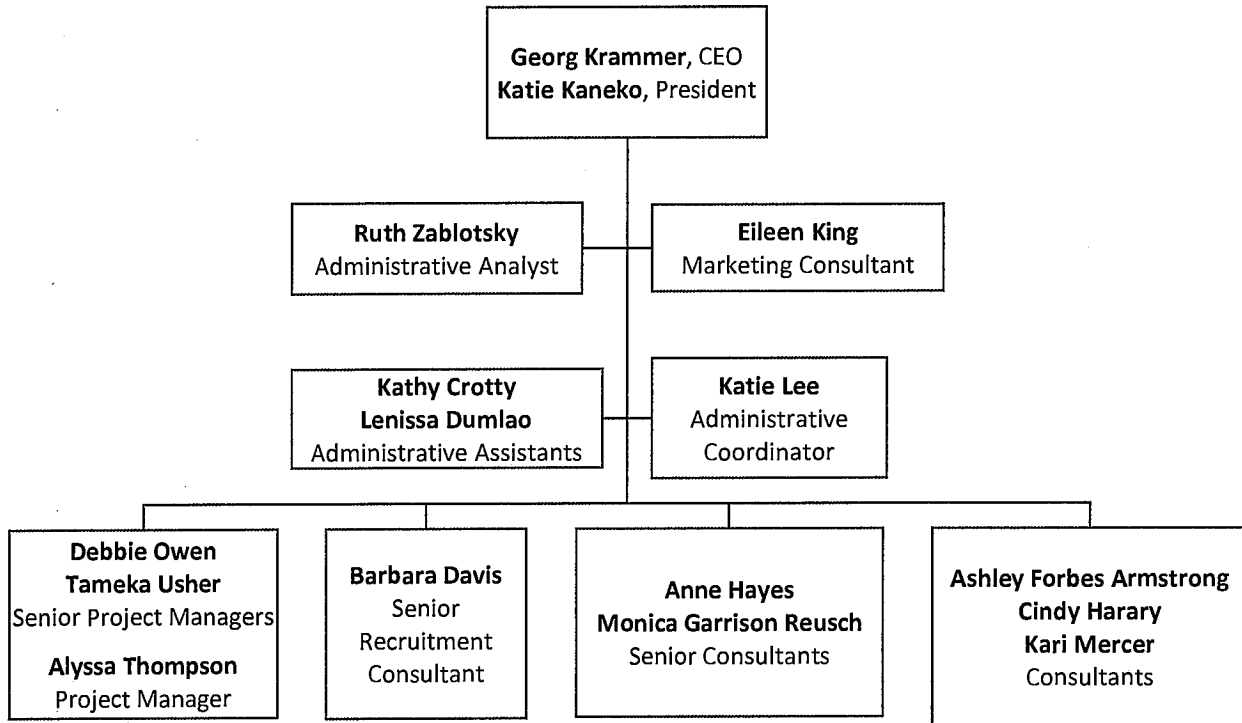 Georg Krammer, CEO
Katie Kaneko, President
Ruth Zablotsky
Administrative Analyst
Eileen King
Marketing Consultant
Kathy Crotty
Lenissa Dumlao
Administrative Assistants
Katie Lee
Administrative
Coordinator
Debbie Owen
Tameka Usher
Senior Project Managers
Alyssa Thompson
Project Manager
Barbara Davis
Senior
Recruitment
Consultant
Anne Hayes
Monica Garrison Reusch
Senior Consultants
Ashley Forbes Armstrong
Cindy Harary
Kari Mercer
Consultants